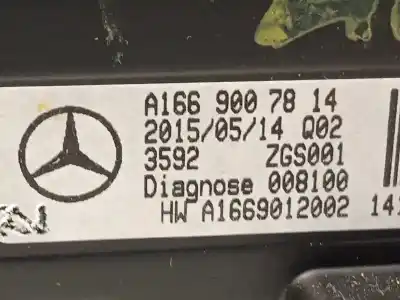 A166 900 78 14
2015/05/14 Q02
3592 ZGS001
Diagnose 008100
HW A1669012002